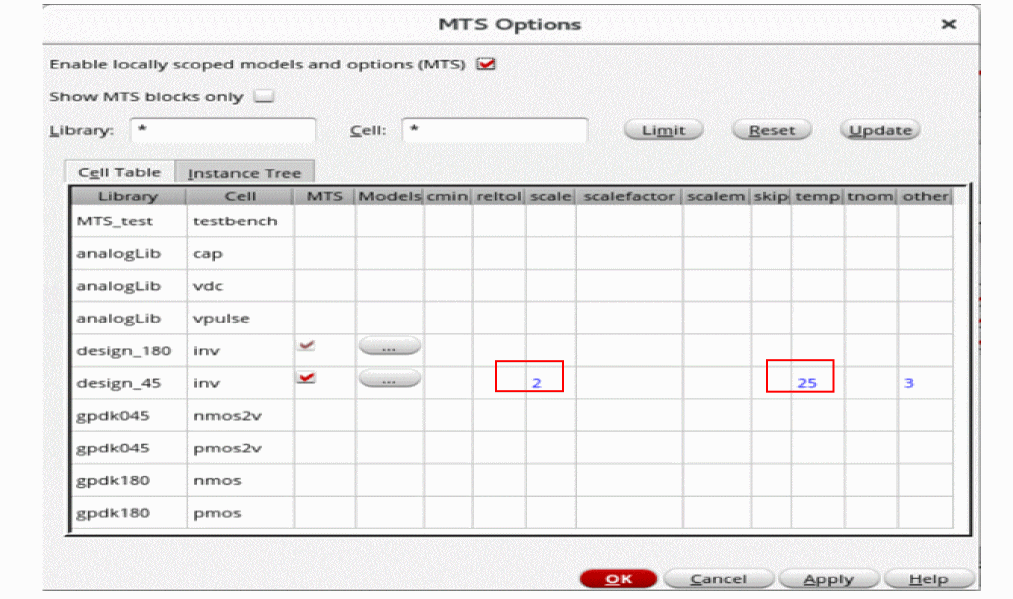 MTS Options
Enable locally scoped models and options (MTS)
Show MTS blocks only
Library: * Cell: * Limit Reset Update
Cell Table Instance Tree
Library Cell MTS Models cmin reltol scale scalefactor scalem skip temp tnom other
MTS_test testbench
analogLib cap
analogLib vdc
analogLib vpulse
design_180 inv ...
design_45 inv ... 2 25 3
gpdk045 nmos2v
gpdk045 pmos2v
gpdk180 nmos
gpdk180 pmos
OK Cancel Apply Help